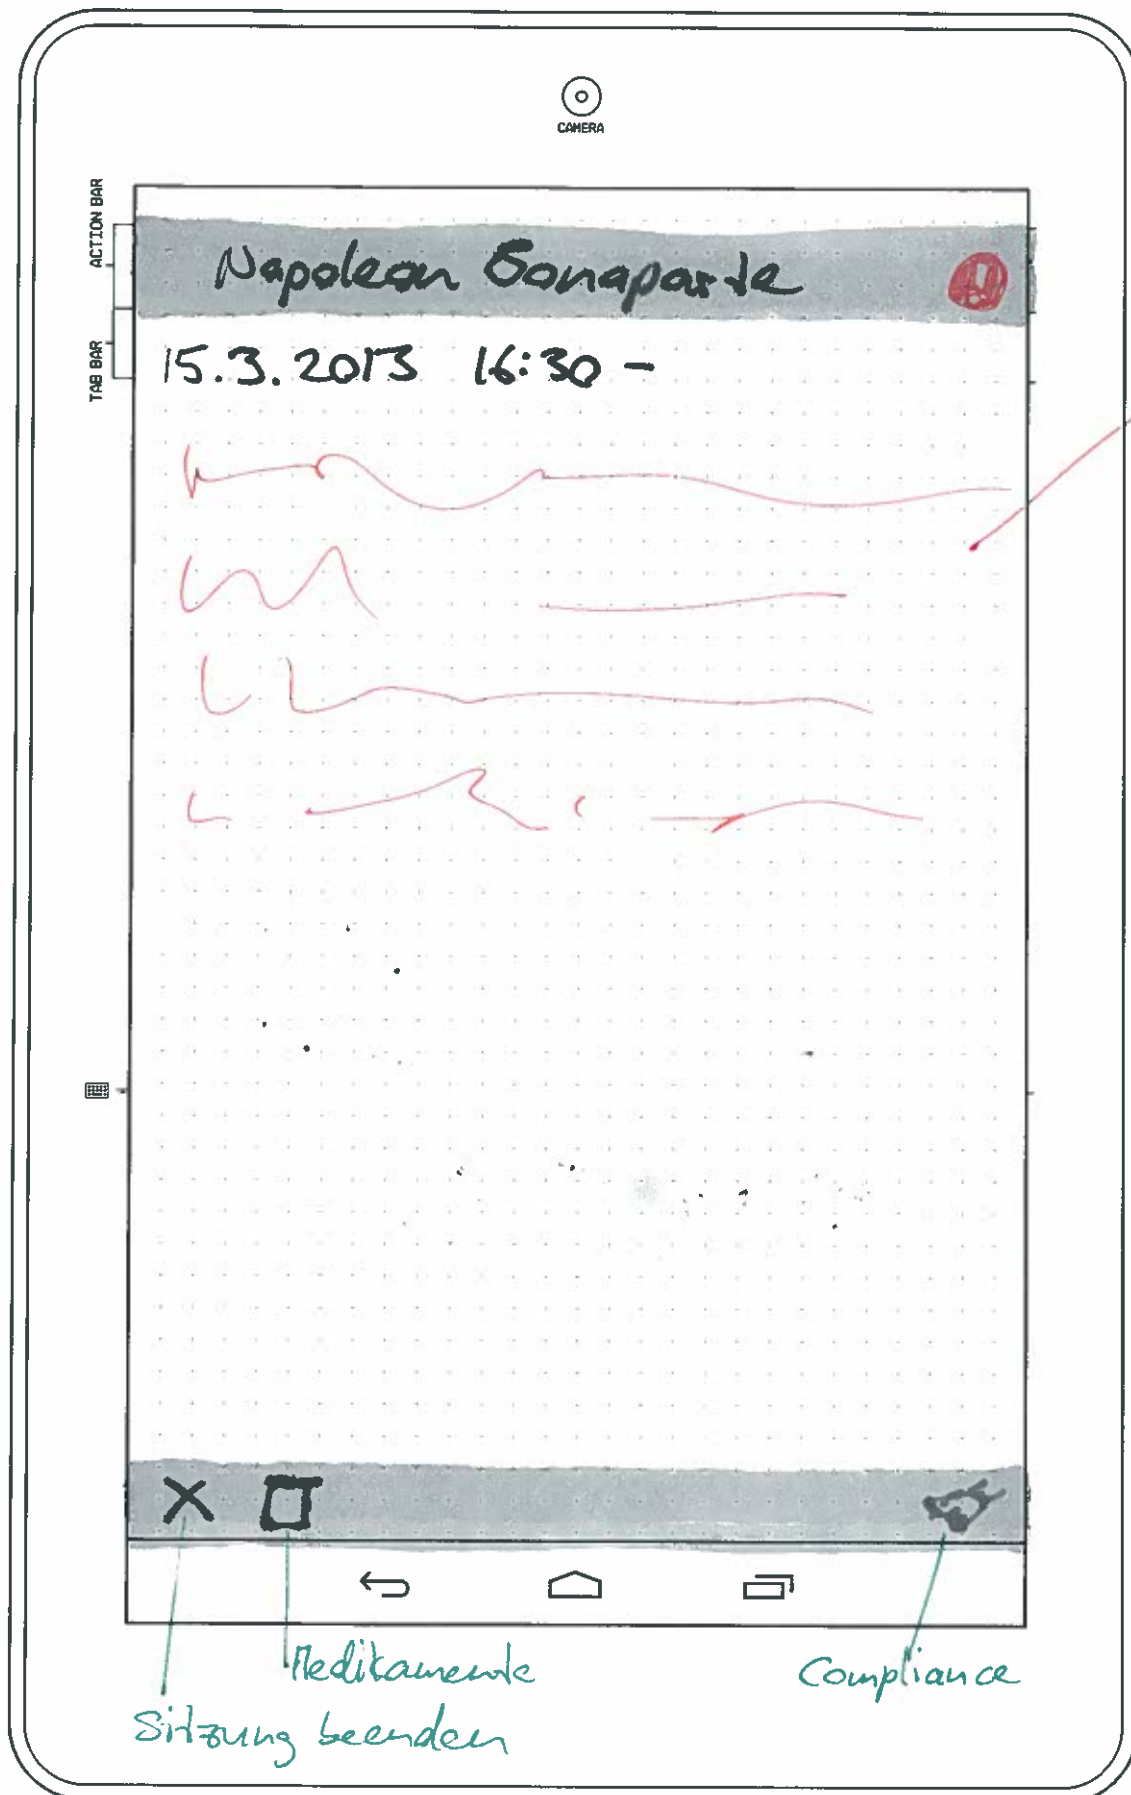 CAMERA
ACTION BAR
TAB BAR
Napoleon Bonaparte
15.3.2013 16:30 -
Medikamente
Compliance
Sitzung beenden